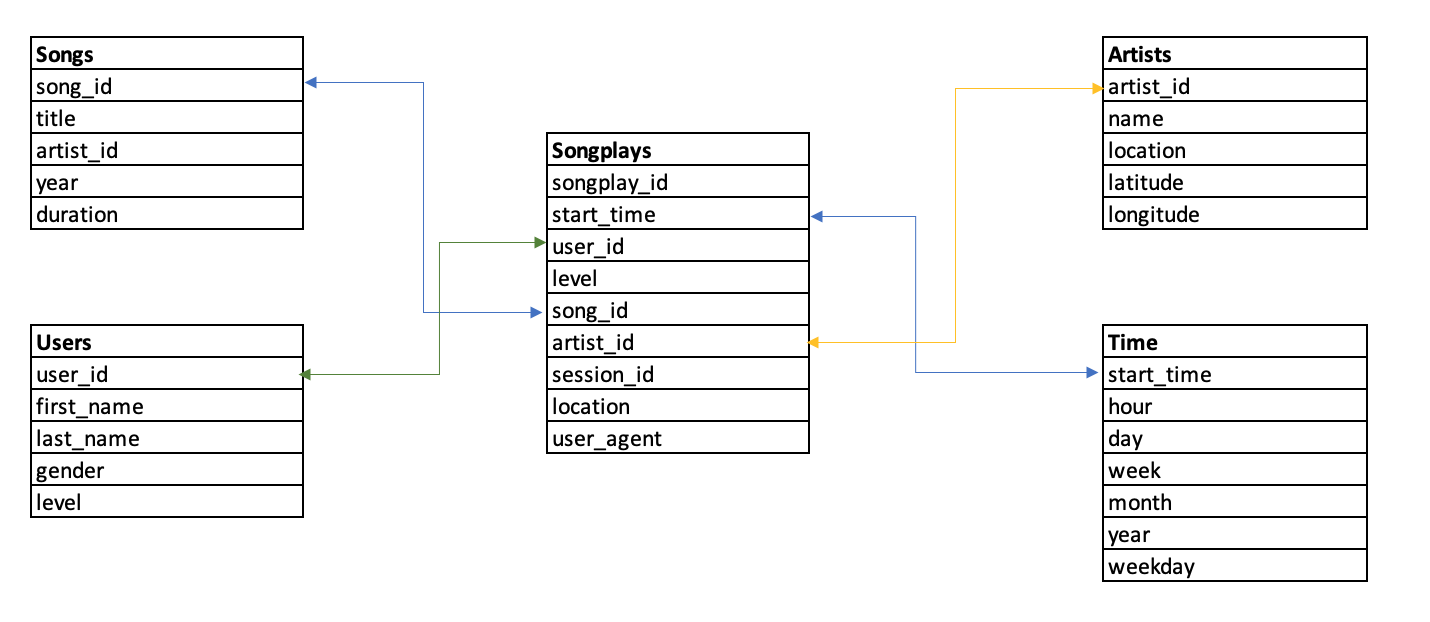 Songs
song_id
title
artist_id
year
duration
Users
user_id
first_name
last_name
gender
level
Songplays
songplay_id
start_time
user_id
level
song_id
artist_id
session_id
location
user_agent
Artists
artist_id
name
location
latitude
longitude
Time
start_time
hour
day
week
month
year
weekday